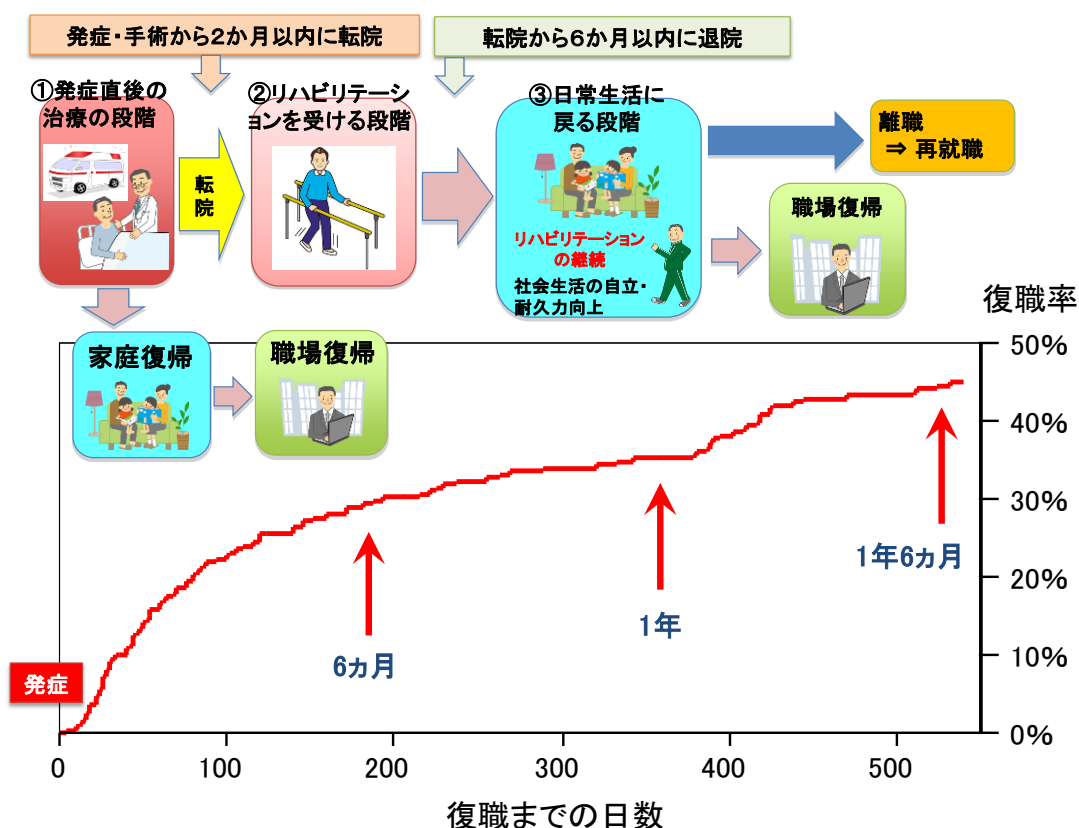 発症・手術から2か月以内に転院
転院から6か月以内に退院
①発症直後の
治療の段階
②リハビリテーシ
ョンを受ける段階
③日常生活に
戻る段階
離職
⇒ 再就職
転
院
職場復帰
リハビリテーション
の継続
社会生活の自立・
耐久力向上
復職率
家庭復帰
職場復帰
50%
40%
30%
20%
10%
0%
1年6ヵ月
1年
6ヵ月
発症
0
100
200
300
400
500
復職までの日数